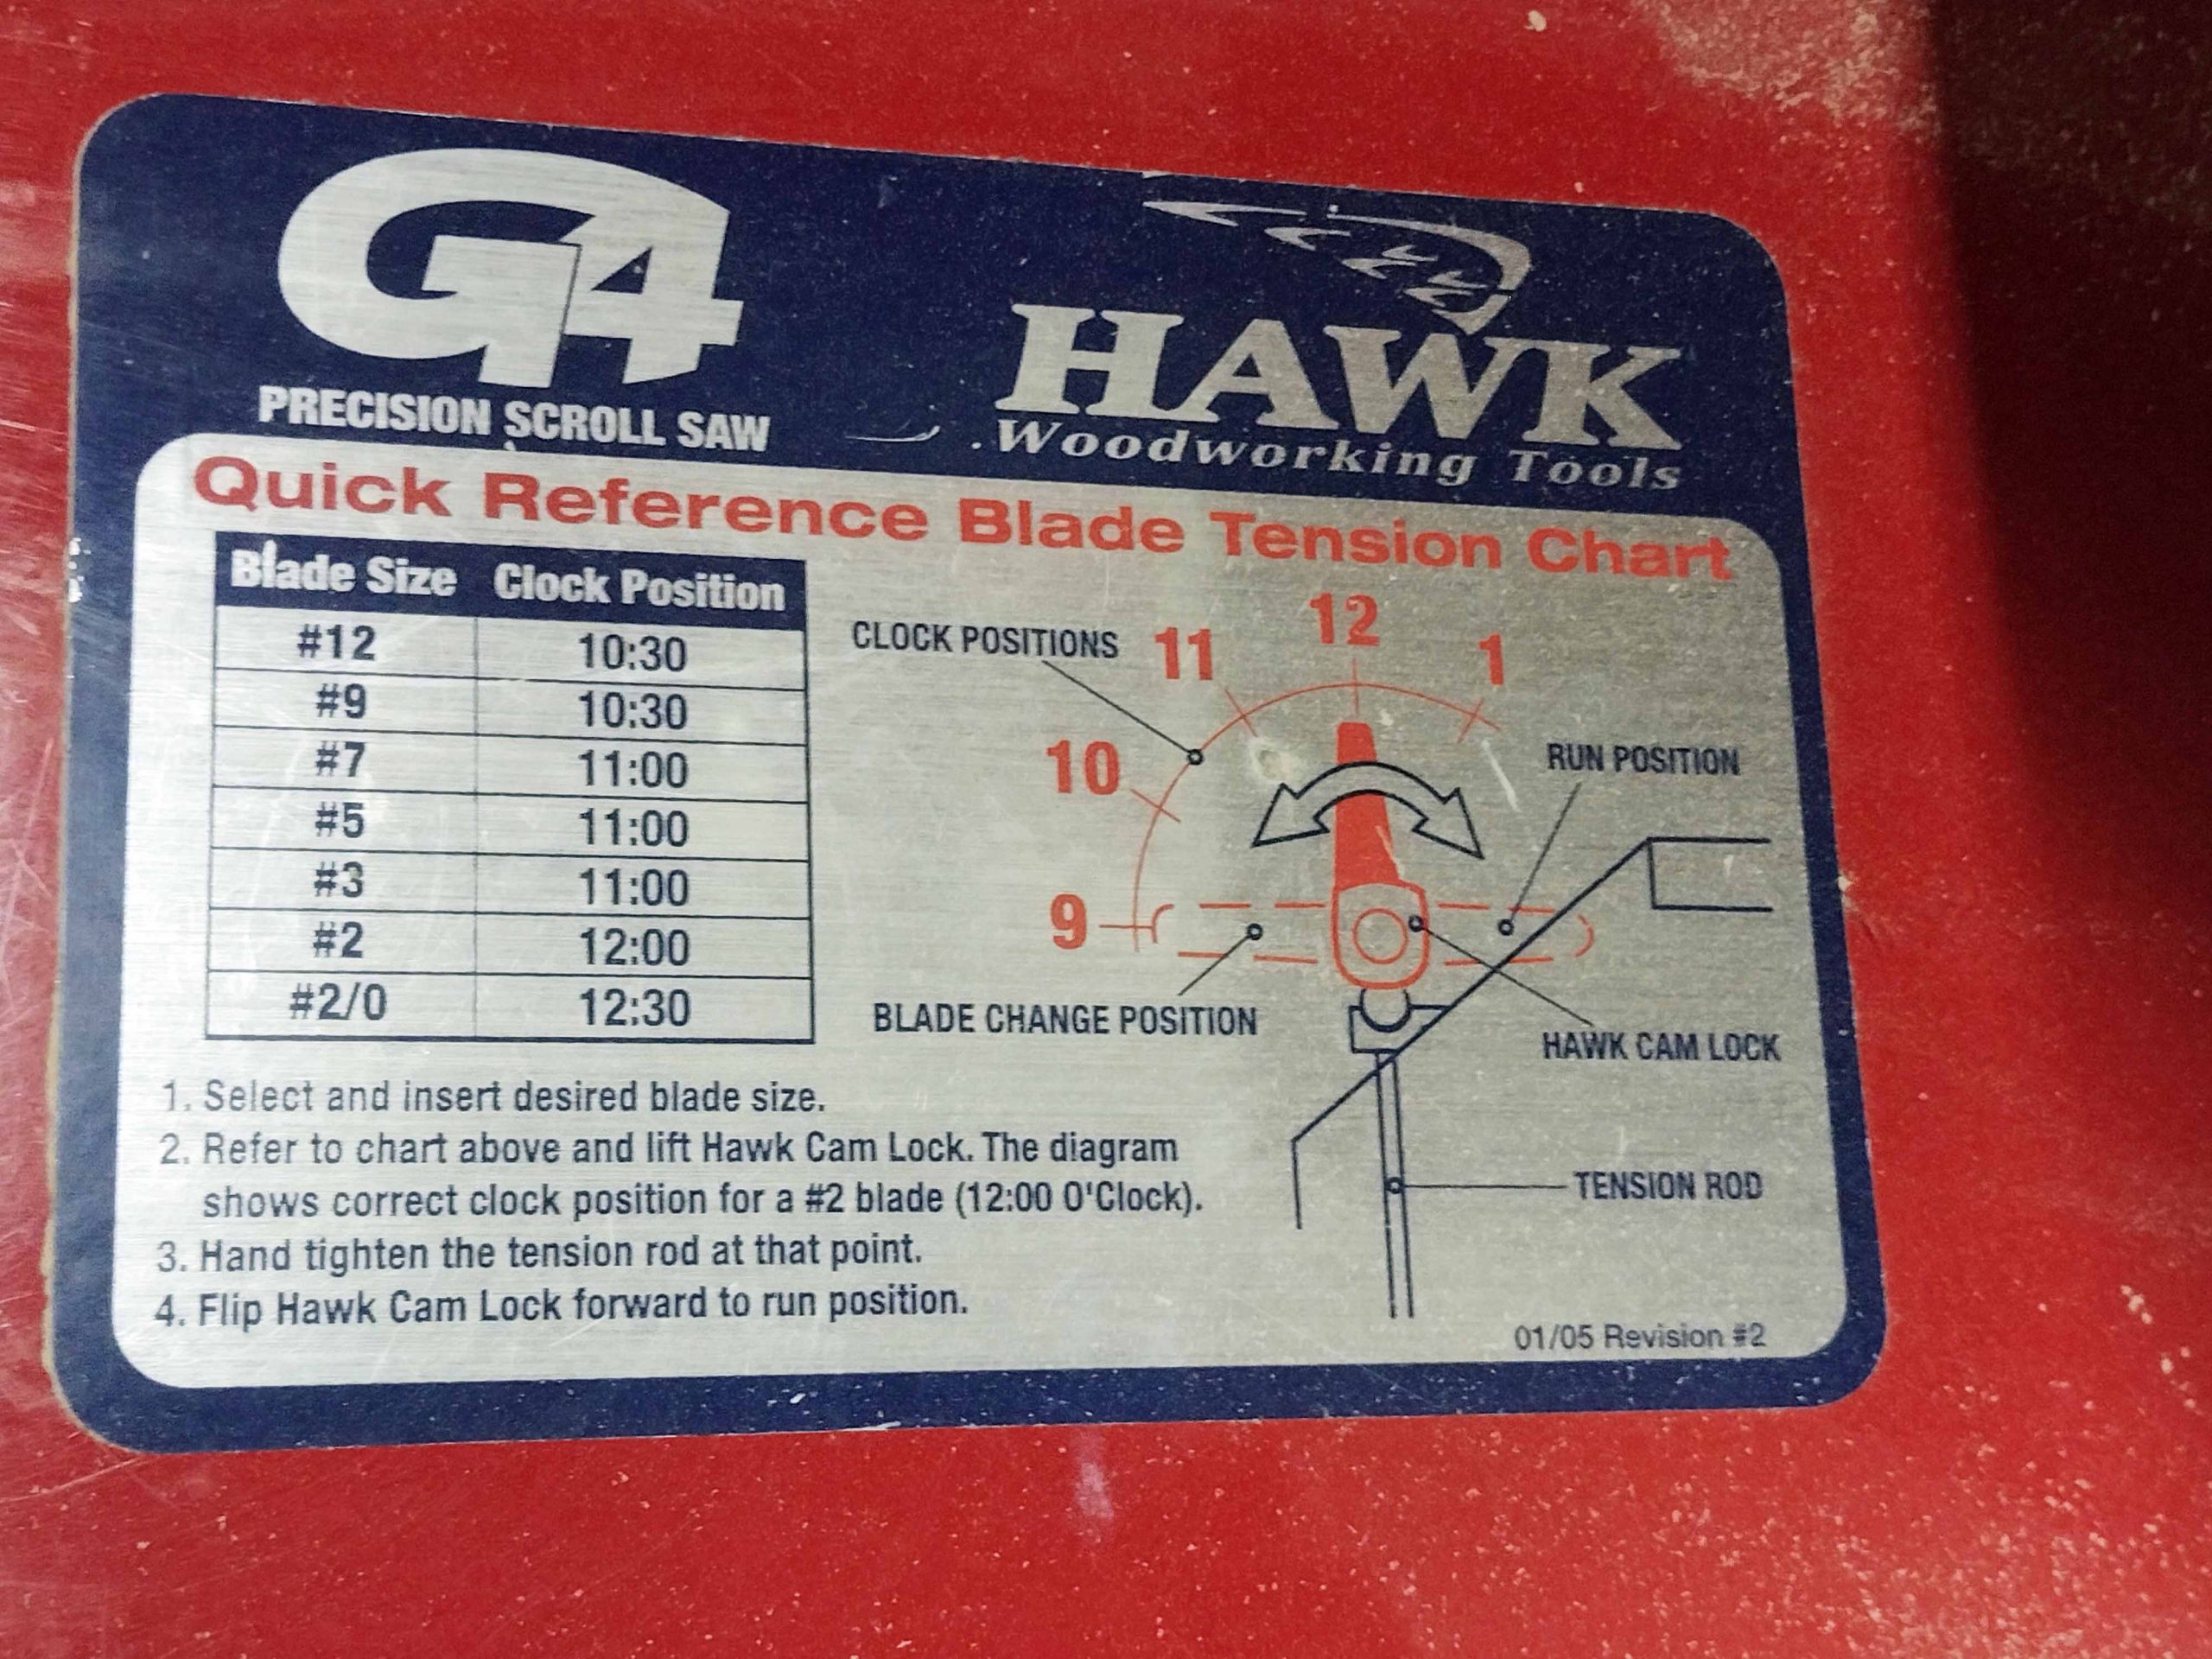 G4
PRECISION SCROLL SAW
HAWK
Woodworking Tools
Quick Reference Blade Tension Chart
Blade Size Clock Position
#12 10:30
#9 10:30
#7 11:00
#5 11:00
#3 11:00
#2 12:00
#2/0 12:30
CLOCK POSITIONS
9
10
11
12
1
RUN POSITION
BLADE CHANGE POSITION
HAWK CAM LOCK
TENSION ROD
1. Select and insert desired blade size.
2. Refer to chart above and lift Hawk Cam Lock. The diagram
shows correct clock position for a #2 blade (12:00 O'Clock).
3. Hand tighten the tension rod at that point.
4. Flip Hawk Cam Lock forward to run position.
01/05 Revision #2